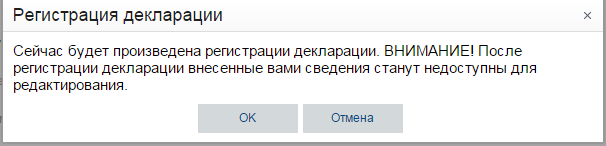 Регистрация декларации
Сейчас будет произведена регистрации декларации. ВНИМАНИЕ! После
регистрации декларации внесенные вами сведения станут недоступны для
редактирования.
OK Отмена